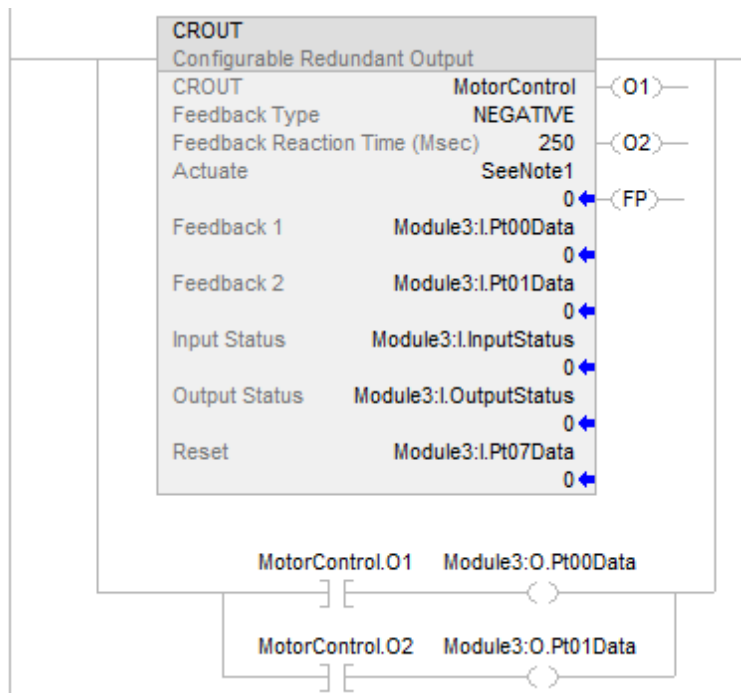 CROUT
Configurable Redundant Output
CROUT MotorControl O1
Feedback Type NEGATIVE
Feedback Reaction Time (Msec) 250 O2
Actuate SeeNote1
0 FP
Feedback 1 Module3:I.Pt00Data
0
Feedback 2 Module3:I.Pt01Data
0
Input Status Module3:I.InputStatus
0
Output Status Module3:I.OutputStatus
0
Reset Module3:I.Pt07Data
0
MotorControl.O1 Module3:O.Pt00Data
MotorControl.O2 Module3:O.Pt01Data